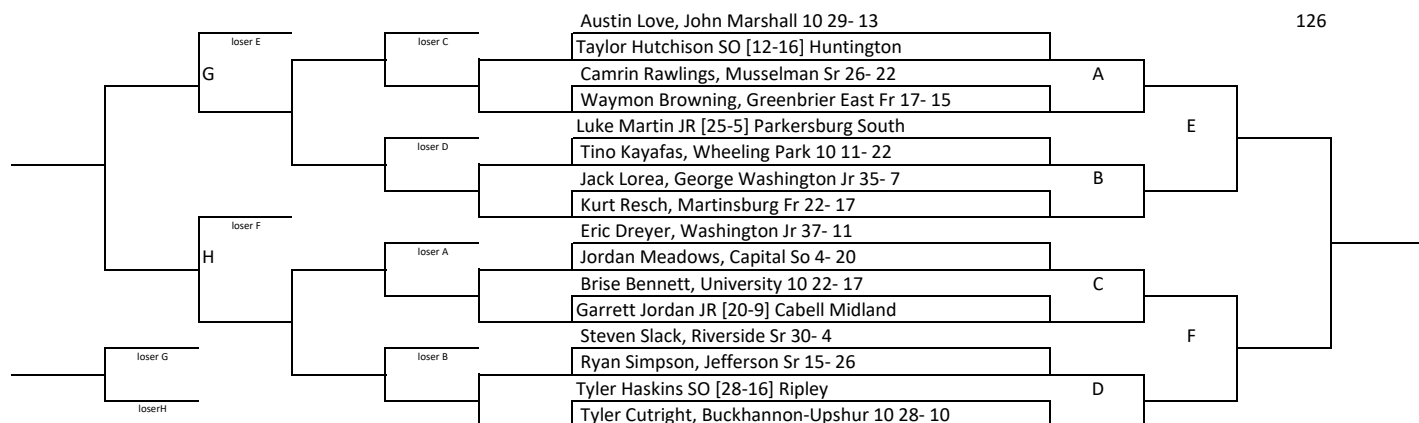 Austin Love, John Marshall 10 29- 13
126
loser E
loser C
Taylor Hutchison SO [12-16] Huntington
G
Camrin Rawlings, Musselman Sr 26- 22
A
Waymon Browning, Greenbrier East Fr 17- 15
Luke Martin JR [25-5] Parkersburg South
E
loser D
Tino Kayafas, Wheeling Park 10 11- 22
Jack Lorea, George Washington Jr 35- 7
B
Kurt Resch, Martinsburg Fr 22- 17
loser F
Eric Dreyer, Washington Jr 37- 11
H
loser A
Jordan Meadows, Capital So 4- 20
Brise Bennett, University 10 22- 17
C
Garrett Jordan JR [20-9] Cabell Midland
Steven Slack, Riverside Sr 30- 4
F
loser G
loser B
Ryan Simpson, Jefferson Sr 15- 26
Tyler Haskins SO [28-16] Ripley
D
loserH
Tyler Cutright, Buckhannon-Upshur 10 28- 10